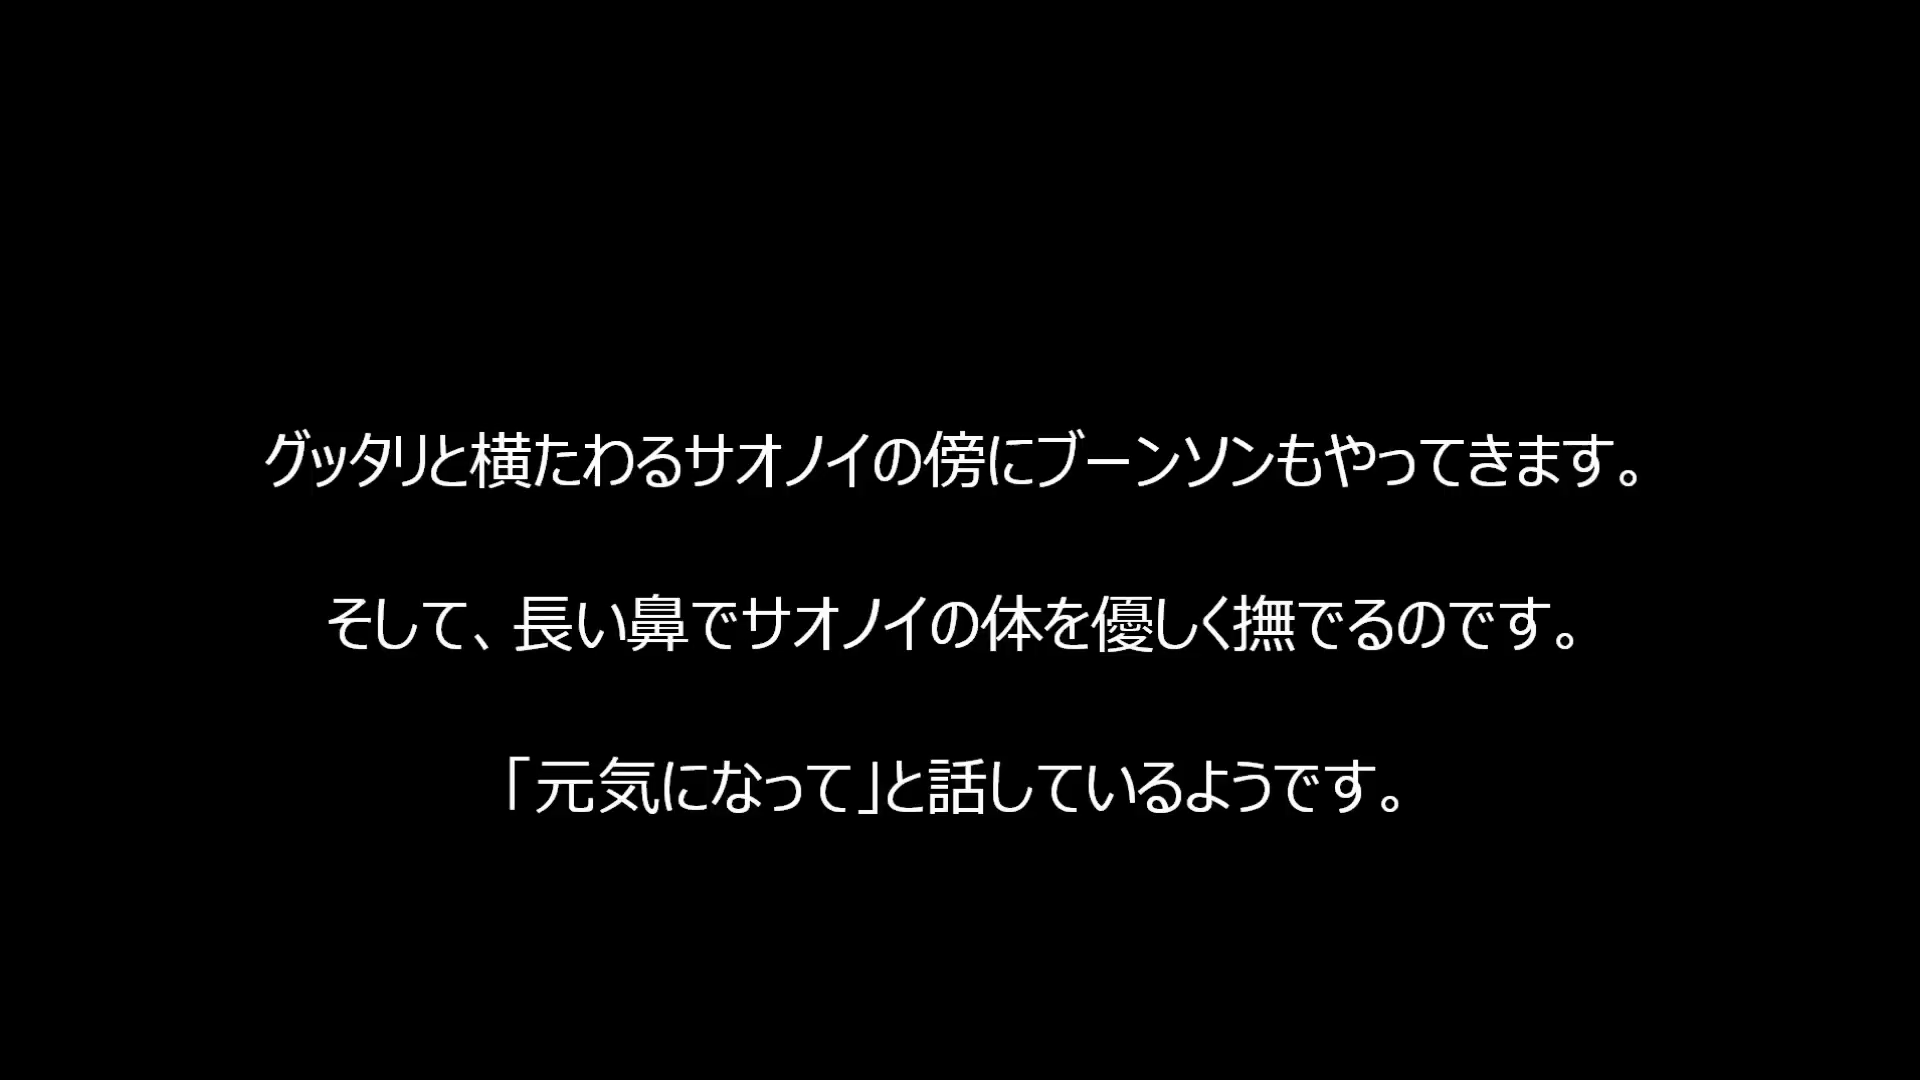 グッタリと横たわるサオノイの傍にブーンソンもやってきます。
そして、長い鼻でサオノイの体を優しく撫でるのです。
「元気になって」と話しているようです。